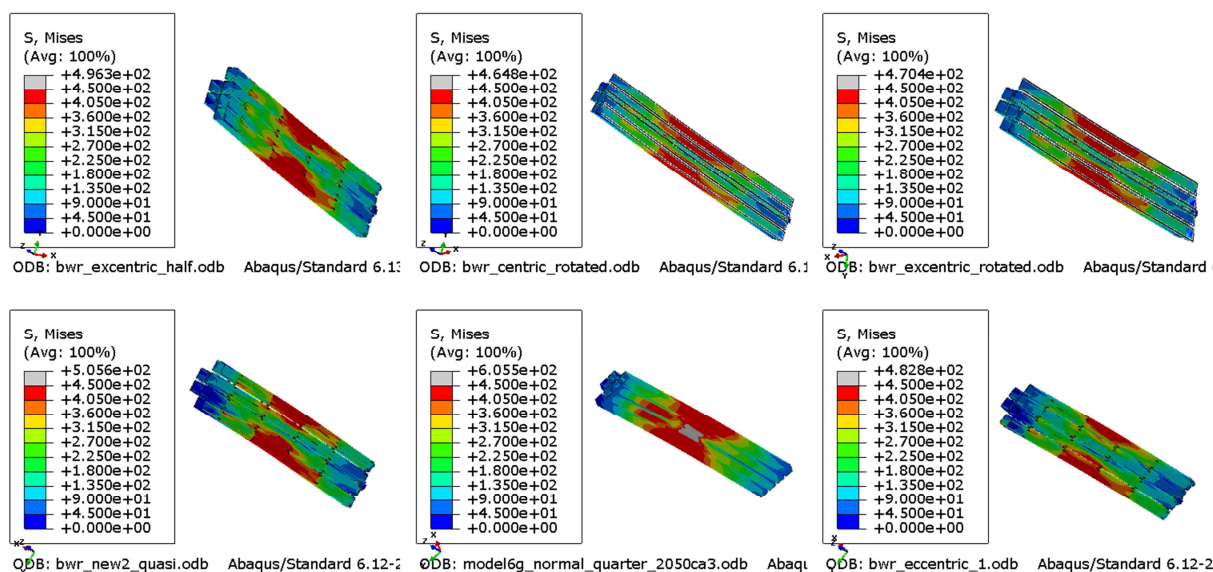 S, Mises
(Avg: 100%)
+4.963e+02
+4.500e+02
+4.050e+02
+3.600e+02
+3.150e+02
+2.700e+02
+2.250e+02
+1.800e+02
+1.350e+02
+9.000e+01
+4.500e+01
+0.000e+00
z
x
ODB: bwr_excentric_half.odb Abaqus/Standard 6.13
S, Mises
(Avg: 100%)
+4.648e+02
+4.500e+02
+4.050e+02
+3.600e+02
+3.150e+02
+2.700e+02
+2.250e+02
+1.800e+02
+1.350e+02
+9.000e+01
+4.500e+01
+0.000e+00
z
x
ODB: bwr_centric_rotated.odb Abaqus/Standard 6.1
S, Mises
(Avg: 100%)
+4.704e+02
+4.500e+02
+4.050e+02
+3.600e+02
+3.150e+02
+2.700e+02
+2.250e+02
+1.800e+02
+1.350e+02
+9.000e+01
+4.500e+01
+0.000e+00
z
X
Y
ODB: bwr_excentric_rotated.odb Abaqus/Standard
S, Mises
(Avg: 100%)
+5.056e+02
+4.500e+02
+4.050e+02
+3.600e+02
+3.150e+02
+2.700e+02
+2.250e+02
+1.800e+02
+1.350e+02
+9.000e+01
+4.500e+01
+0.000e+00
ODB: bwr_new2_quasi.odb Abaqus/Standard 6.12-2
S, Mises
(Avg: 100%)
+6.055e+02
+4.500e+02
+4.050e+02
+3.600e+02
+3.150e+02
+2.700e+02
+2.250e+02
+1.800e+02
+1.350e+02
+9.000e+01
+4.500e+01
+0.000e+00
ODB: model6g_normal_quarter_2050ca3.odb Abaqu
S, Mises
(Avg: 100%)
+4.828e+02
+4.500e+02
+4.050e+02
+3.600e+02
+3.150e+02
+2.700e+02
+2.250e+02
+1.800e+02
+1.350e+02
+9.000e+01
+4.500e+01
+0.000e+00
ODB: bwr_eccentric_1.odb Abaqus/Standard 6.12-2